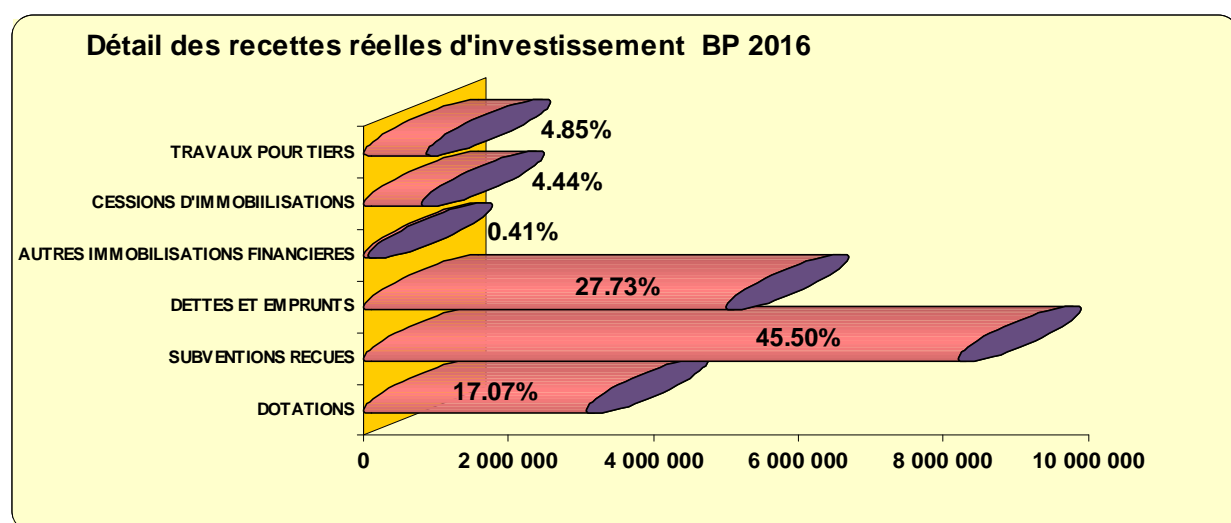 Détail des recettes réelles d'investissement BP 2016
TRAVAUX POUR TIERS
4.85%
CESSIONS D'IMMOBIILISATIONS
4.44%
AUTRES IMMOBILISATIONS FINANCIERES
0.41%
DETTES ET EMPRUNTS
27.73%
SUBVENTIONS RECUES
45.50%
DOTATIONS
17.07%
0 2 000 000 4 000 000 6 000 000 8 000 000 10 000 000